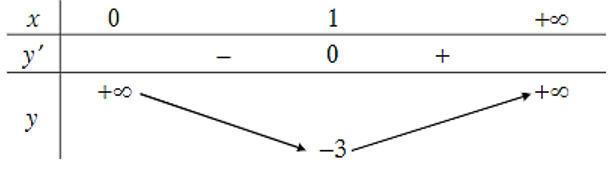 x 0 1 +∞
y′ − 0 +
+∞ +∞
y
−3